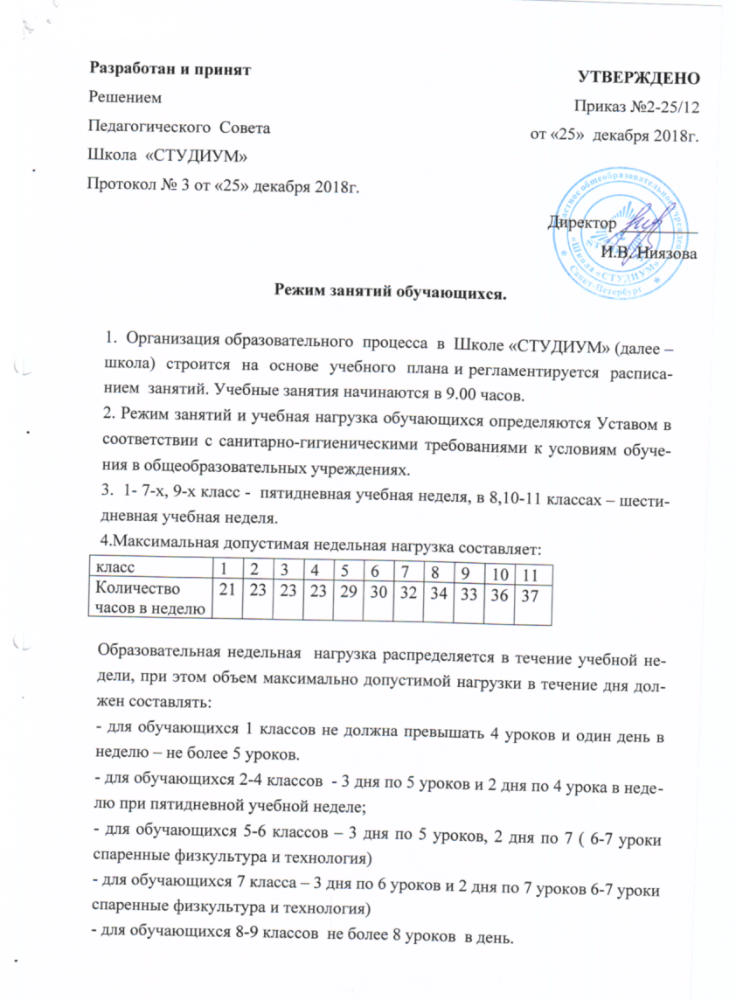 Разработан и принят
УТВЕРЖДЕНО
Решением
Приказ №2-25/12
Педагогического Совета
от «25» декабря 2018г.
Школа «СТУДИУМ»
Протокол № 3 от «25» декабря 2018г.
Директор
И.В. Ниязова
частное общеобразовательное учреждение
«Школа «СТУДИУМ»
Санкт-Петербург
Режим занятий обучающихся.
1. Организация образовательного процесса в Школе «СТУДИУМ» (далее –
школа) строится на основе учебного плана и регламентируется расписа-
нием занятий. Учебные занятия начинаются в 9.00 часов.
2. Режим занятий и учебная нагрузка обучающихся определяются Уставом в
соответствии с санитарно-гигиеническими требованиями к условиям обуче-
ния в общеобразовательных учреждениях.
3. 1- 7-х, 9-х класс - пятидневная учебная неделя, в 8,10-11 классах – шести-
дневная учебная неделя.
4.Максимальная допустимая недельная нагрузка составляет:
класс 1 2 3 4 5 6 7 8 9 10 11
Количество 21 23 23 23 29 30 32 34 33 36 37
часов в неделю
Образовательная недельная нагрузка распределяется в течение учебной не-
дели, при этом объем максимально допустимой нагрузки в течение дня дол-
жен составлять:
- для обучающихся 1 классов не должна превышать 4 уроков и один день в
неделю – не более 5 уроков.
- для обучающихся 2-4 классов - 3 дня по 5 уроков и 2 дня по 4 урока в неде-
лю при пятидневной учебной неделе;
- для обучающихся 5-6 классов – 3 дня по 5 уроков, 2 дня по 7 ( 6-7 уроки
спаренные физкультура и технология)
- для обучающихся 7 класса – 3 дня по 6 уроков и 2 дня по 7 уроков 6-7 уроки
спаренные физкультура и технология)
- для обучающихся 8-9 классов не более 8 уроков в день.